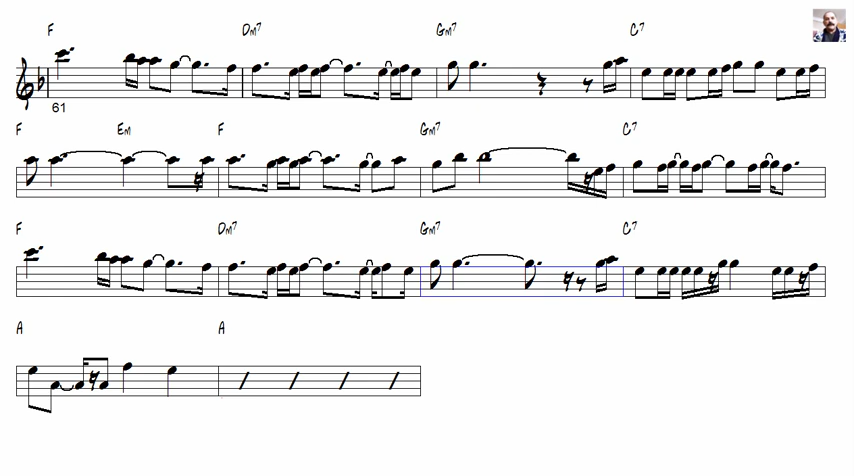 F Dm7 Gm7 C7
61
F Em F Gm7 C7
F Dm7 Gm7 C7
A A